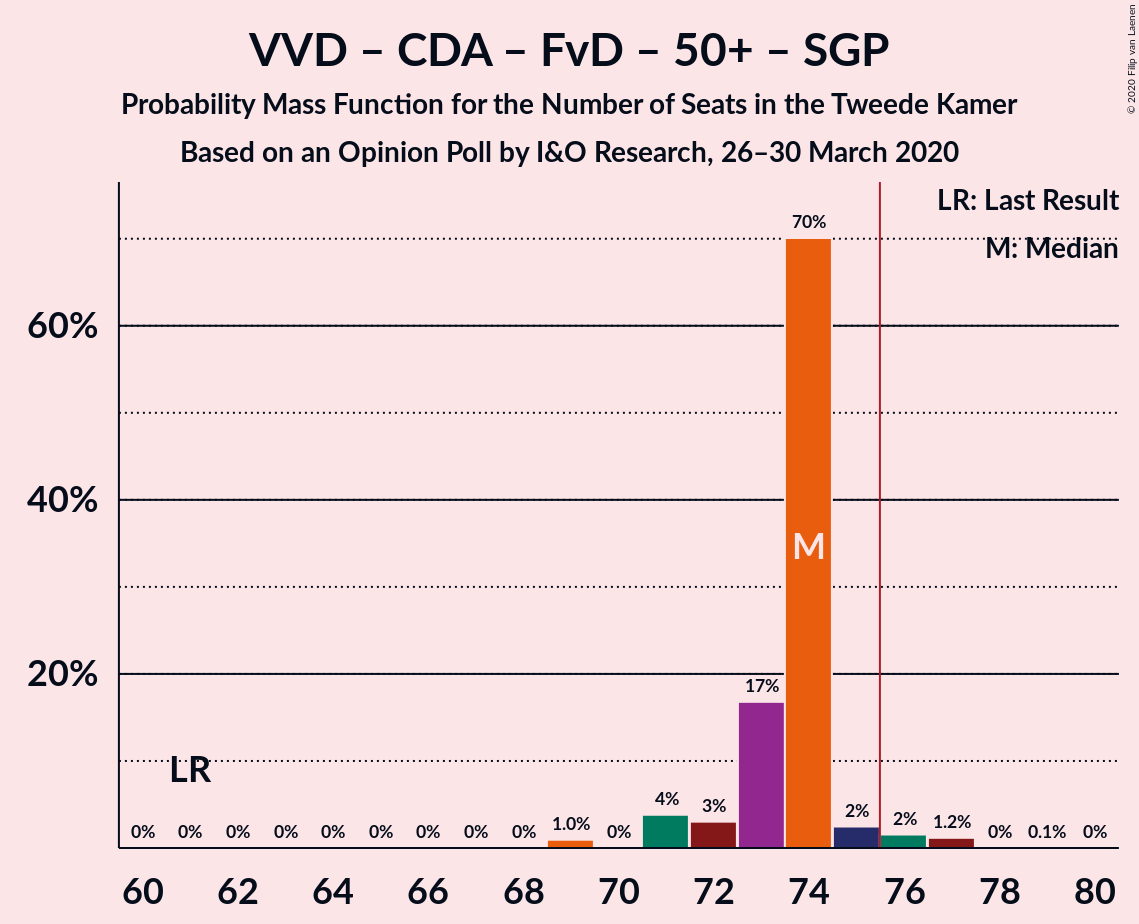 VVD – CDA – FvD – 50+ – SGP
Probability Mass Function for the Number of Seats in the Tweede Kamer
Based on an Opinion Poll by I&O Research, 26–30 March 2020
© 2020 Filip van Laenen
LR: Last Result
M: Median
70%
60%
M
40%
20%
17%
LR
0% 0% 0% 0% 0% 0% 0% 0% 0% 1.0% 0% 4% 3% 2% 2% 1.2% 0% 0.1% 0%
60 62 64 66 68 70 72 74 76 78 80